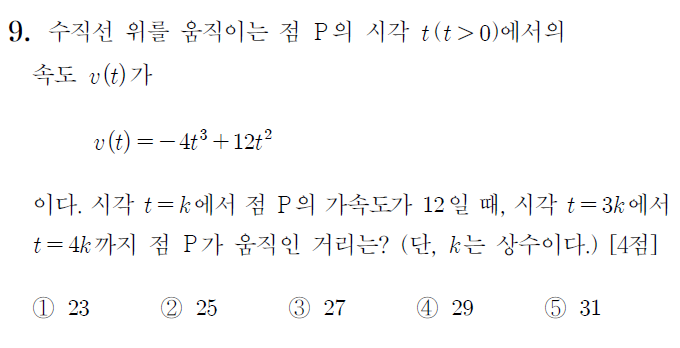 9. 수직선 위를 움직이는 점 P의 시각 t(t>0)에서의
속도 v(t)가
v(t)=-4t³+12t²
이다. 시각 t=k에서 점 P의 가속도가 12일 때, 시각 t=3k에서
t=4k까지 점 P가 움직인 거리는? (단, k는 상수이다.) [4점]
① 23 ② 25 ③ 27 ④ 29 ⑤ 31